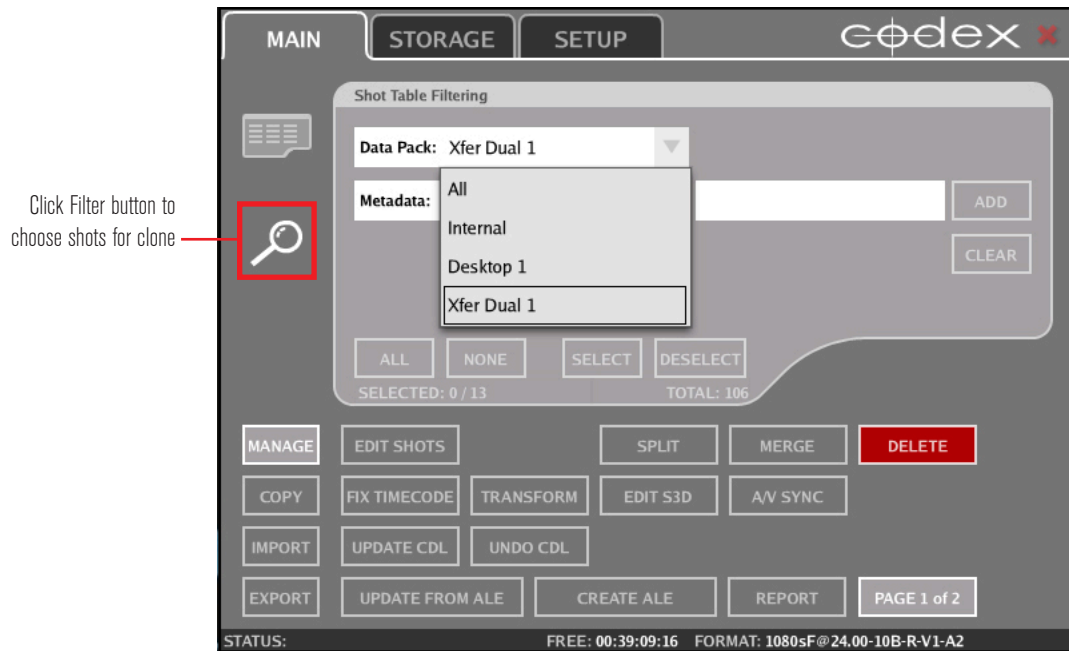 MAIN STORAGE SETUP codex
Shot Table Filtering
Data Pack: Xfer Dual 1
Metadata: ADD
All
Internal
Desktop 1
Xfer Dual 1
CLEAR
Click Filter button to
choose shots for clone
ALL NONE SELECT DESELECT
SELECTED: 0 / 13 TOTAL: 106
MANAGE EDIT SHOTS SPLIT MERGE DELETE
COPY FIX TIMECODE TRANSFORM EDIT S3D A/V SYNC
IMPORT UPDATE CDL UNDO CDL
EXPORT UPDATE FROM ALE CREATE ALE REPORT PAGE 1 of 2
STATUS: FREE: 00:39:09:16 FORMAT: 1080sF@24.00-10B-R-V1-A2